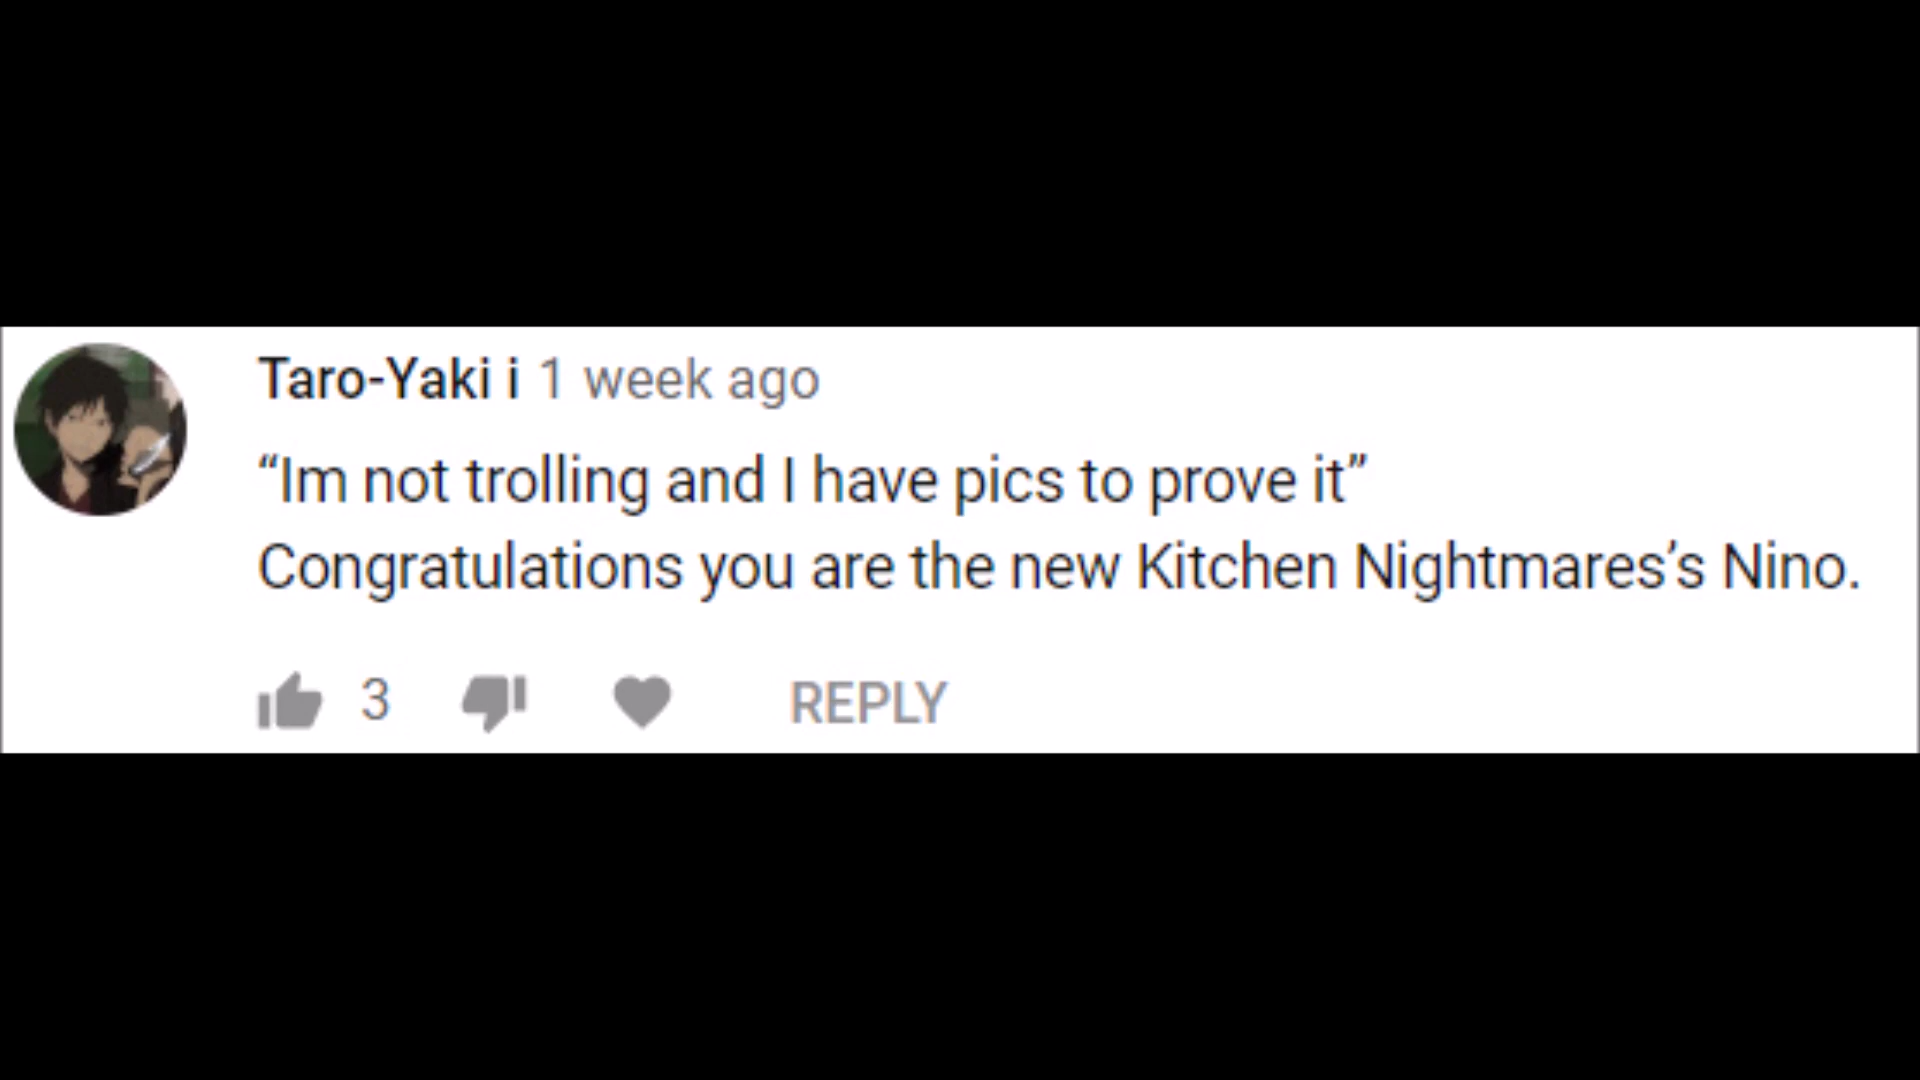 Taro-Yaki i 1 week ago
“Im not trolling and I have pics to prove it”
Congratulations you are the new Kitchen Nightmares’s Nino.
3 REPLY